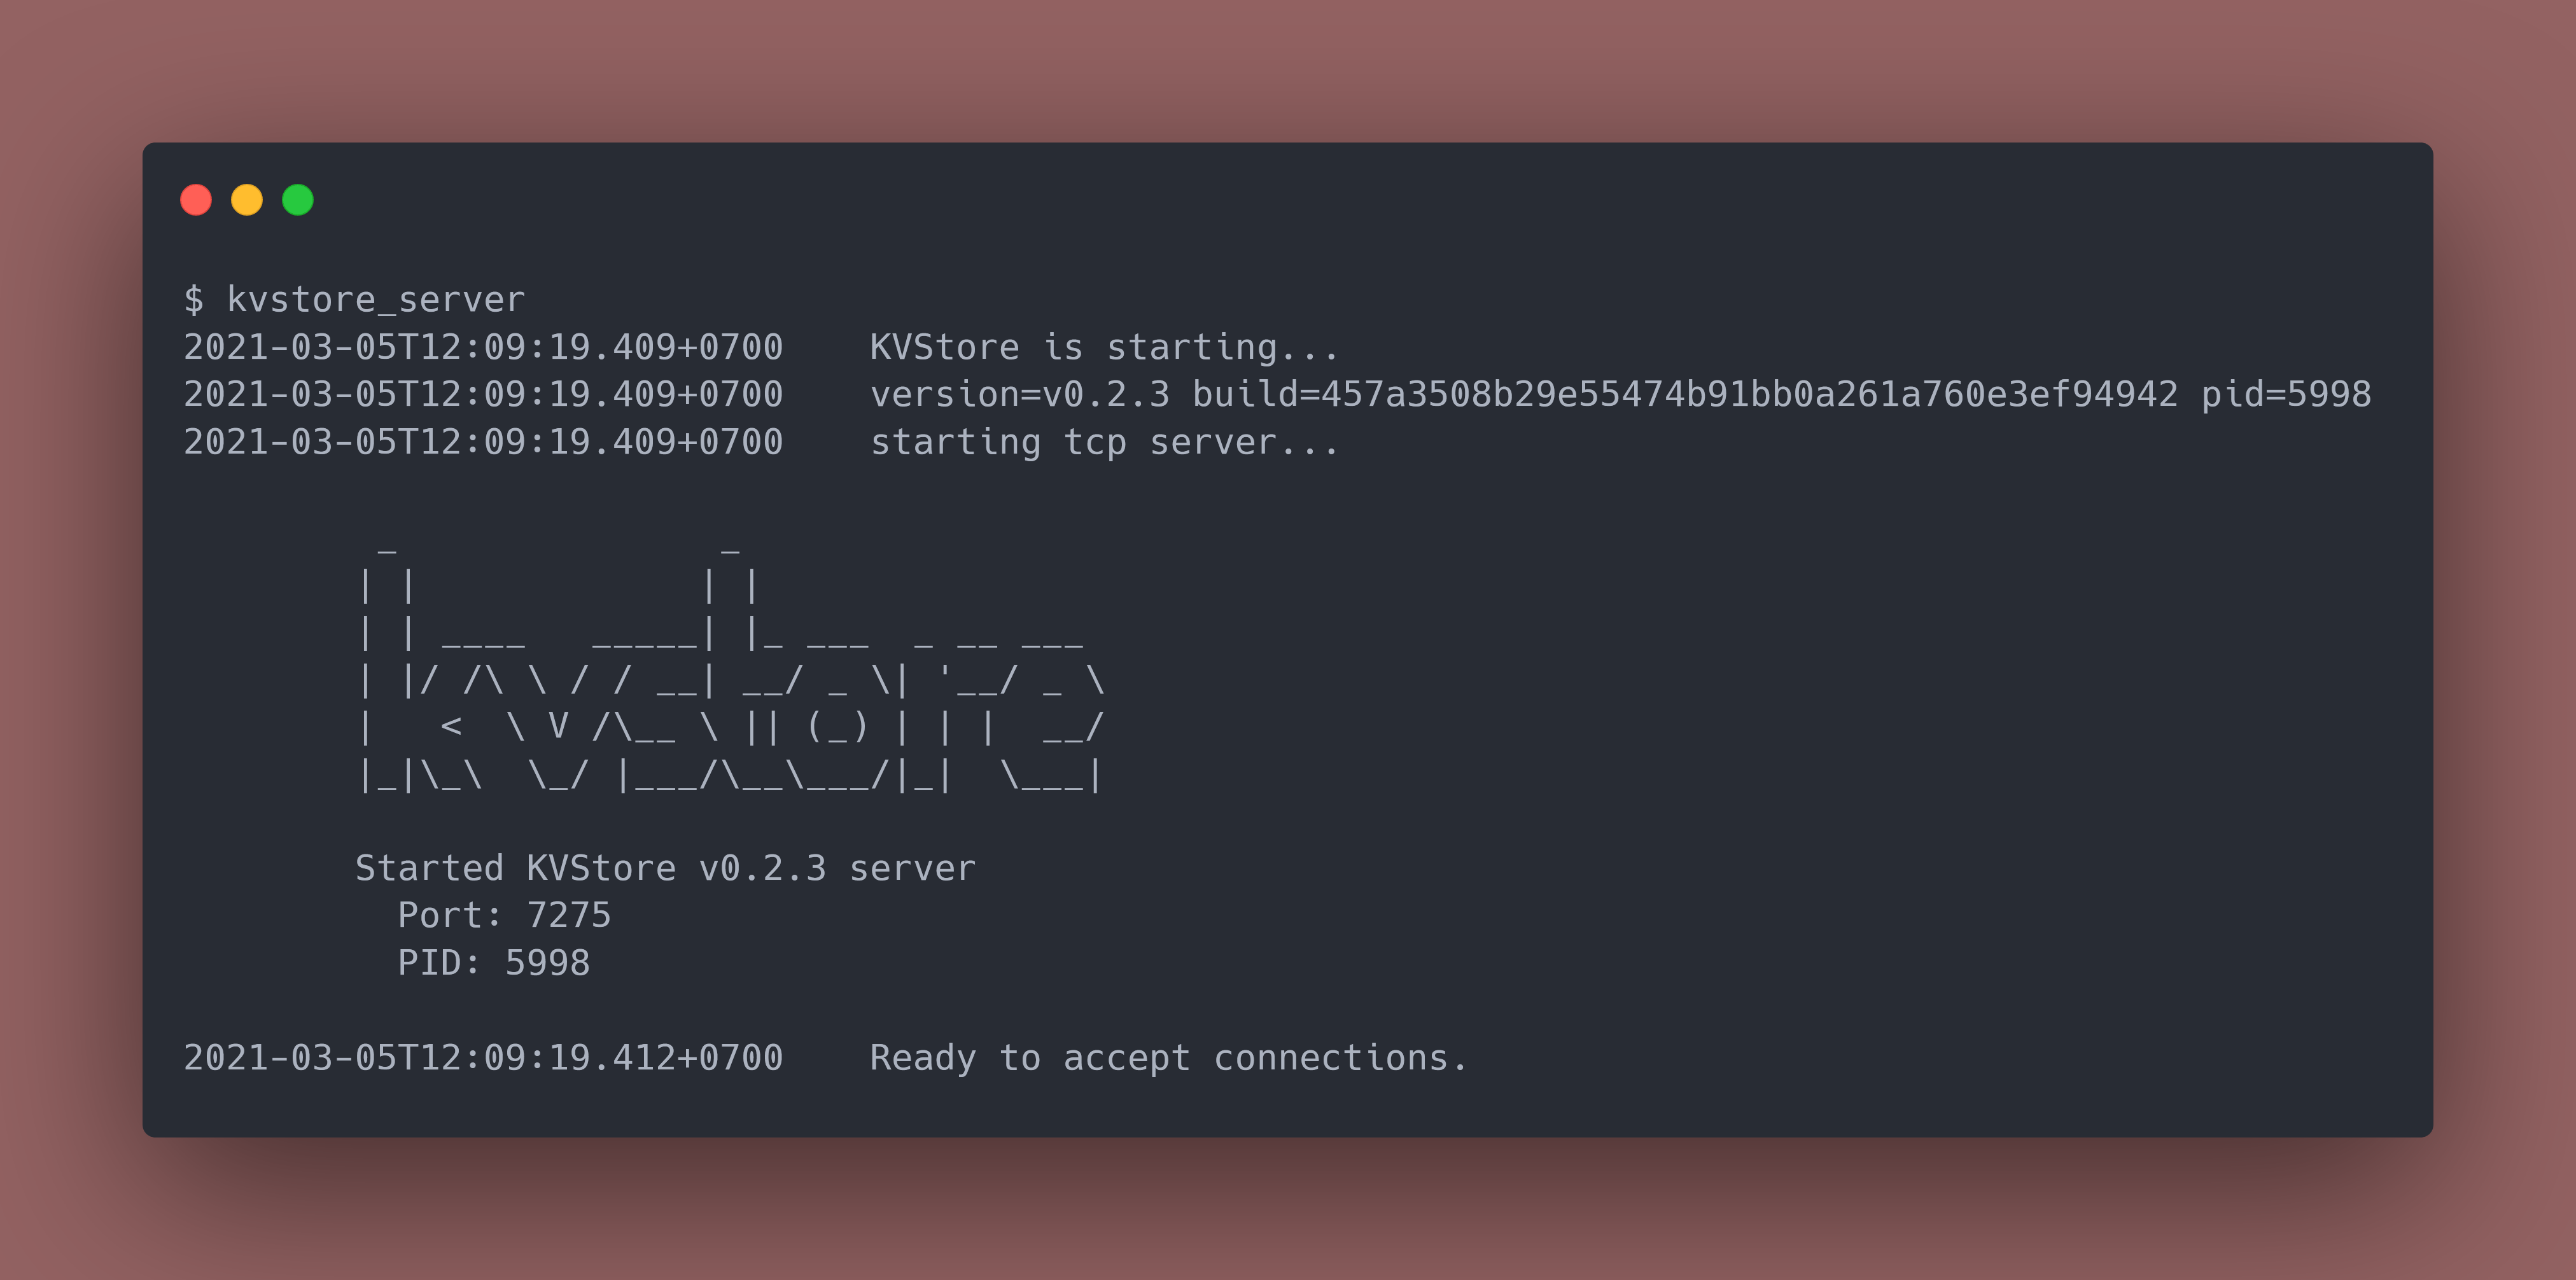 $ kvstore_server
2021-03-05T12:09:19.409+0700    KVStore is starting...
2021-03-05T12:09:19.409+0700    version=v0.2.3 build=457a3508b29e55474b91bb0a261a760e3ef94942 pid=5998
2021-03-05T12:09:19.409+0700    starting tcp server...
         _               _
        | |             | |
        | | ____   _____| |_ ___  _ __ ___
        | |/ /\ \ / / __| __/ _ \| '__/ _ \
        |   <  \ V /\__ \ || (_) | | |  __/
        |_|\_\  \_/ |___/\__\___/|_|  \___|
        Started KVStore v0.2.3 server
          Port: 7275
          PID: 5998
2021-03-05T12:09:19.412+0700    Ready to accept connections.